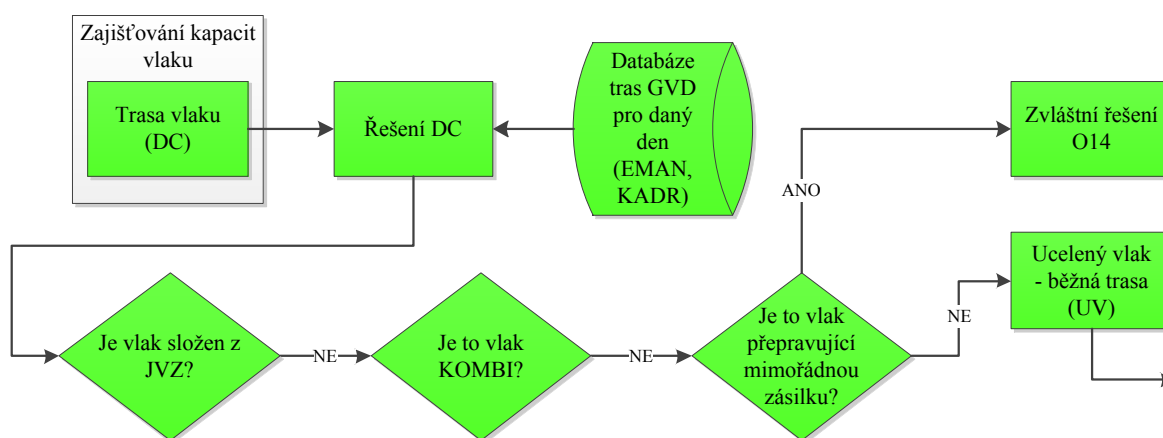 Zajišťování kapacit
vlaku
Trasa vlaku
(DC)
Řešení DC
Databáze
tras GVD
pro daný
den
(EMAN,
KADR)
Zvláštní řešení
O14
ANO
Ucelený vlak
- běžná trasa
(UV)
NE
Je vlak složen z
JVZ?
NE
Je to vlak
KOMBI?
NE
Je to vlak
přepravující
mimořádnou
zásilku?